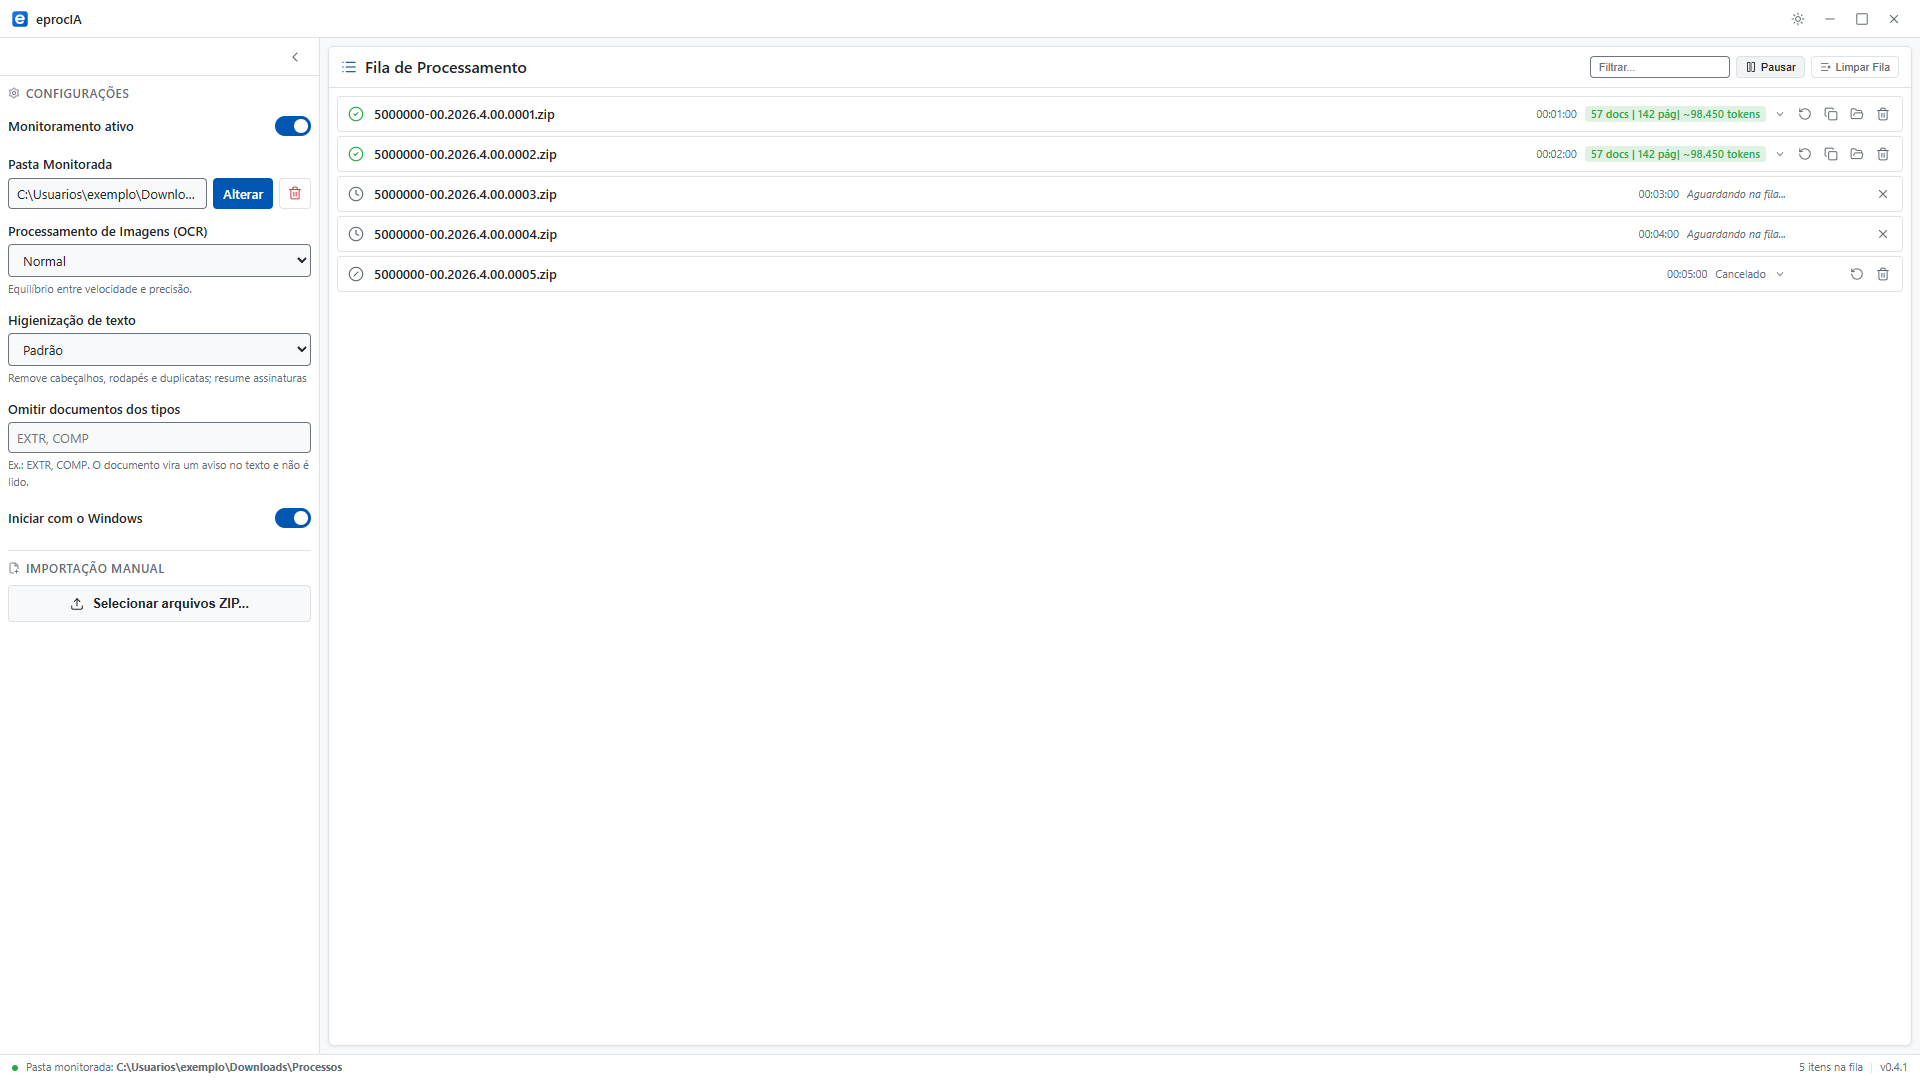 eprocIA
CONFIGURAÇÕES
Monitoramento ativo
Pasta Monitorada
C:\Usuarios\exemplo\Downlo...
Alterar
Processamento de Imagens (OCR)
Normal
Equilíbrio entre velocidade e precisão.
Higienização de texto
Padrão
Remove cabeçalhos, rodapés e duplicatas; resume assinaturas
Omitir documentos dos tipos
EXTR, COMP
Ex.: EXTR, COMP. O documento vira um aviso no texto e não é
lido.
Iniciar com o Windows
IMPORTAÇÃO MANUAL
Selecionar arquivos ZIP...
Fila de Processamento
Filtrar...
Pausar
Limpar Fila
5000000-00.2026.4.00.0001.zip
00:01:00
57 docs | 142 pág| ~98.450 tokens
5000000-00.2026.4.00.0002.zip
00:02:00
57 docs | 142 pág| ~98.450 tokens
5000000-00.2026.4.00.0003.zip
00:03:00
Aguardando na fila...
5000000-00.2026.4.00.0004.zip
00:04:00
Aguardando na fila...
5000000-00.2026.4.00.0005.zip
00:05:00
Cancelado
Pasta monitorada: C:\Usuarios\exemplo\Downloads\Processos
5 itens na fila
v0.4.1